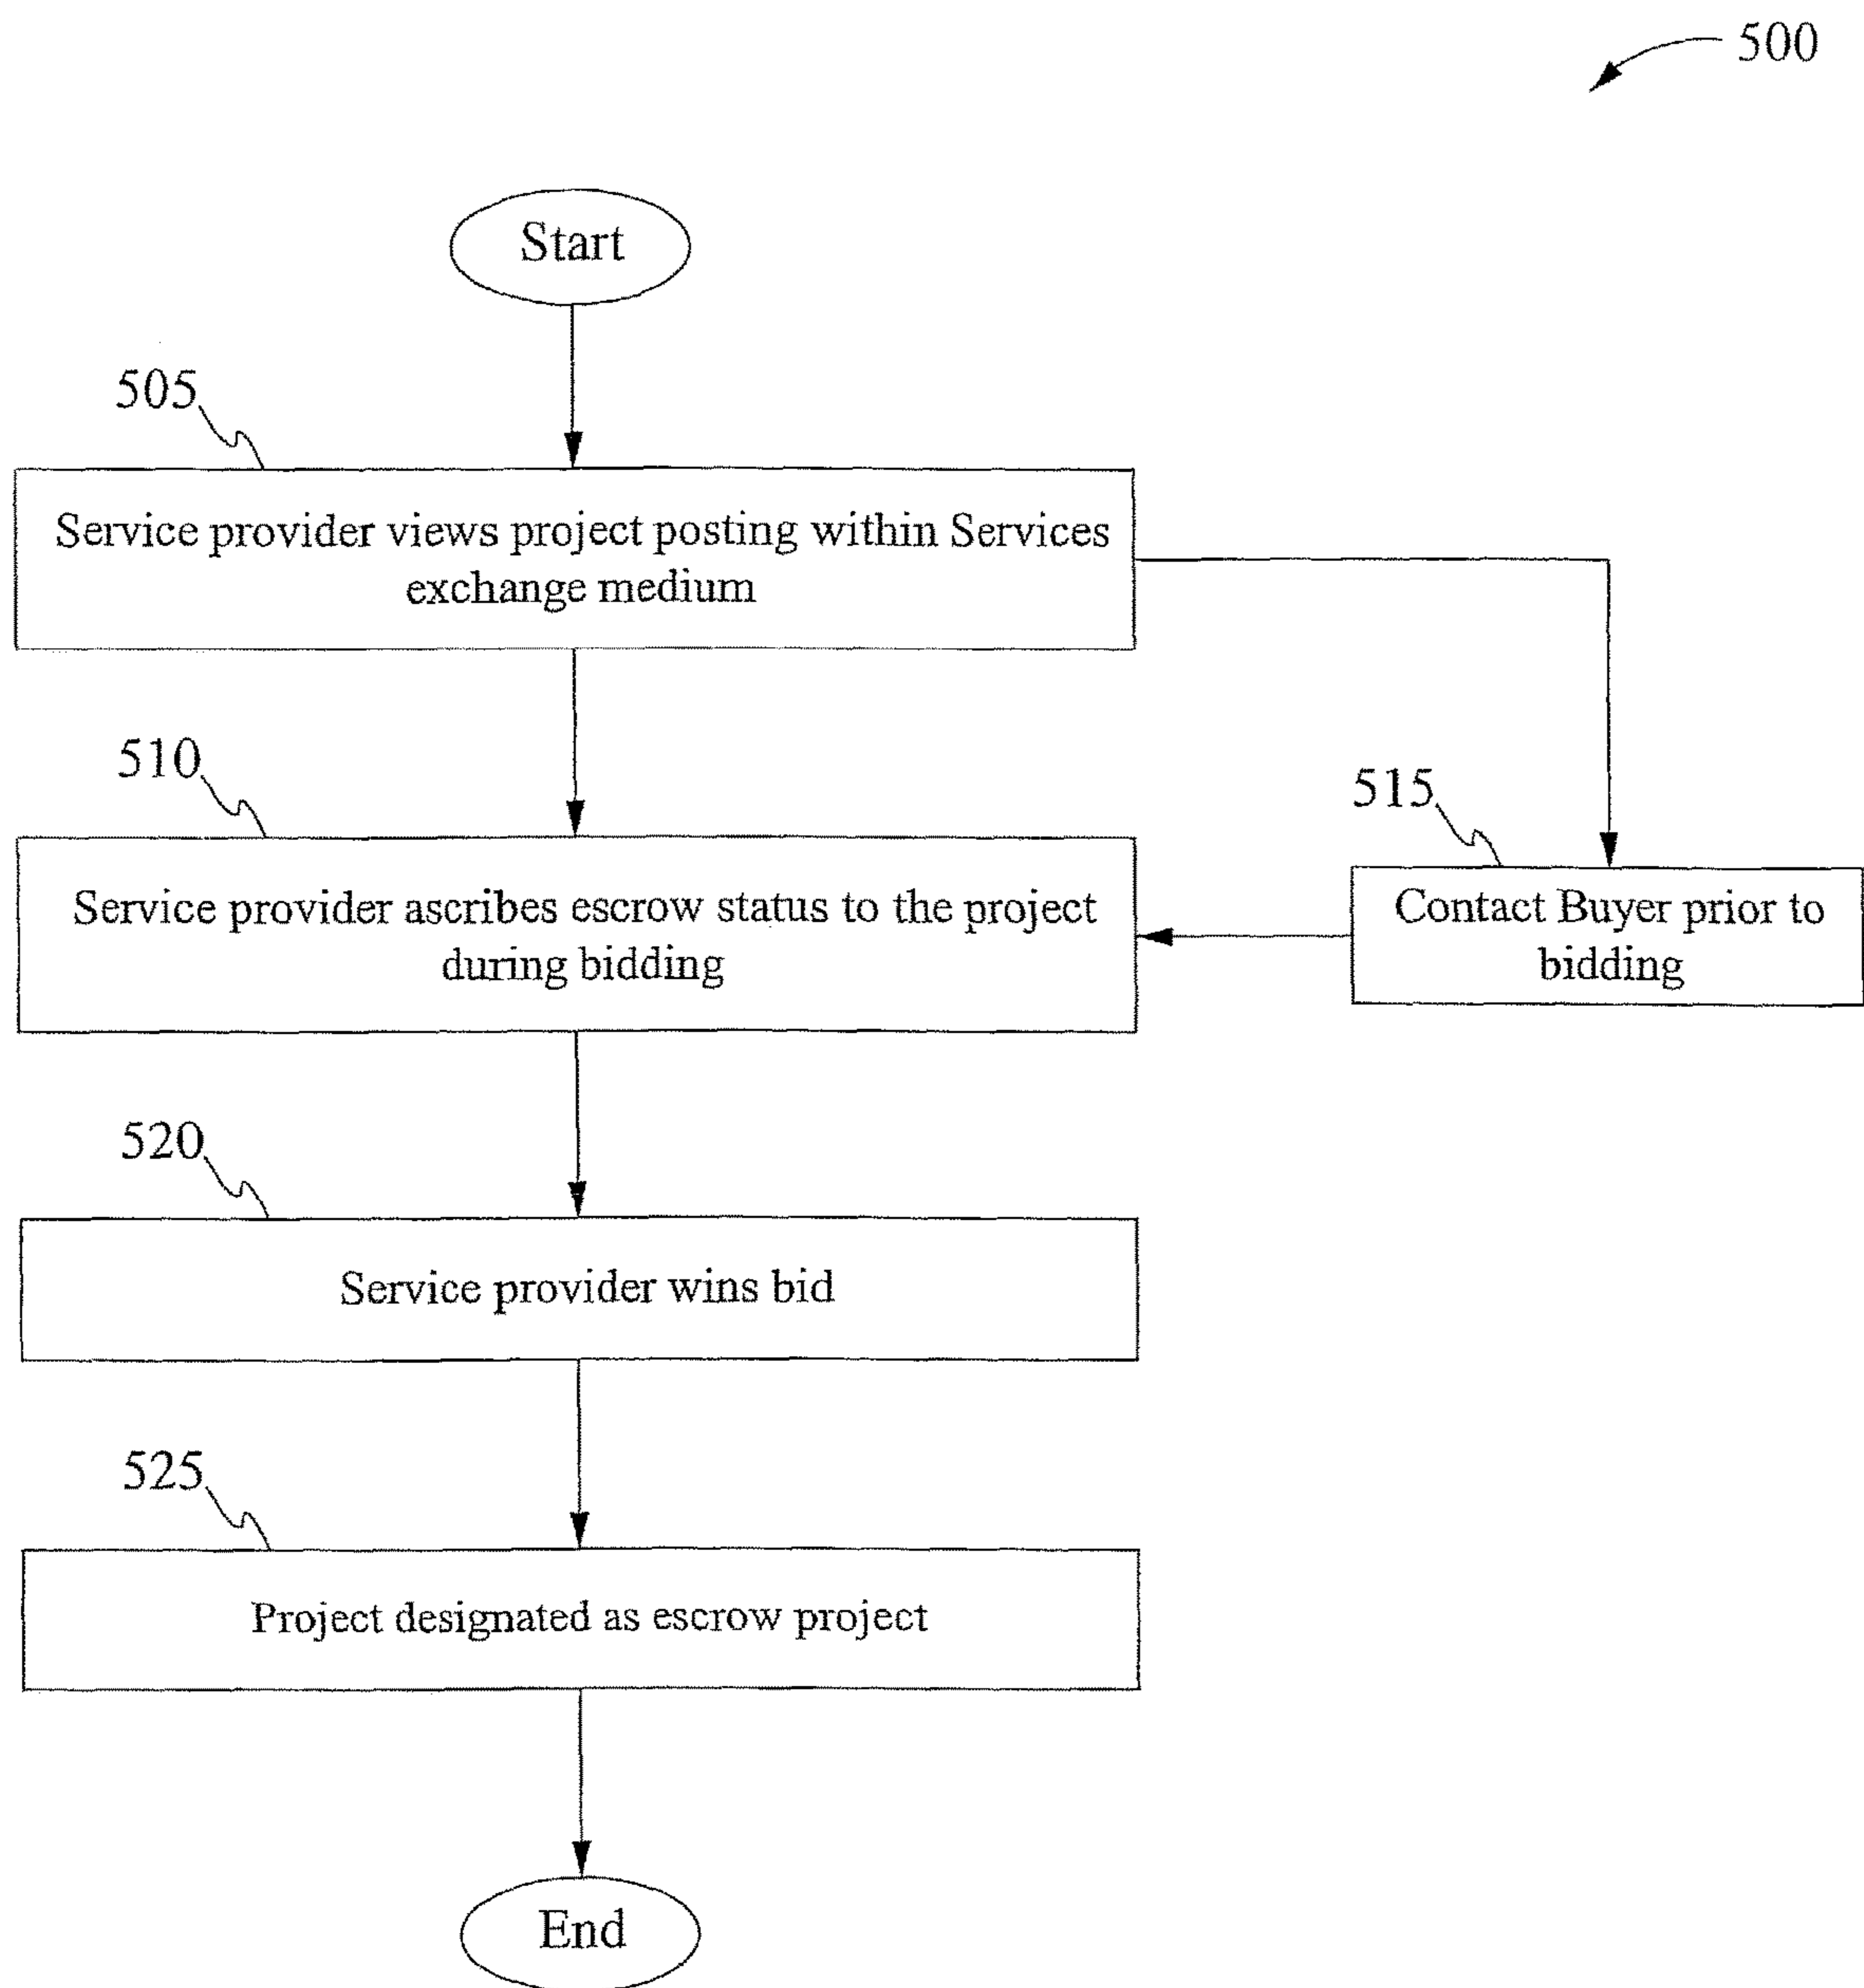 500
Start
505
Service provider views project posting within Services
exchange medium
510
Service provider ascribes escrow status to the project
during bidding
515
Contact Buyer prior to
bidding
520
Service provider wins bid
525
Project designated as escrow project
End